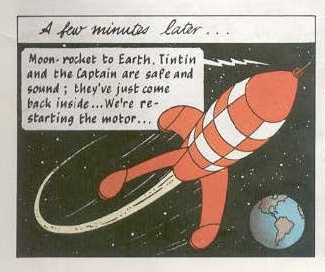 A few minutes later...
Moon-rocket to Earth. Tintin
and the Captain are safe and
sound ; they've just come
back inside...We're re-
starting the motor...